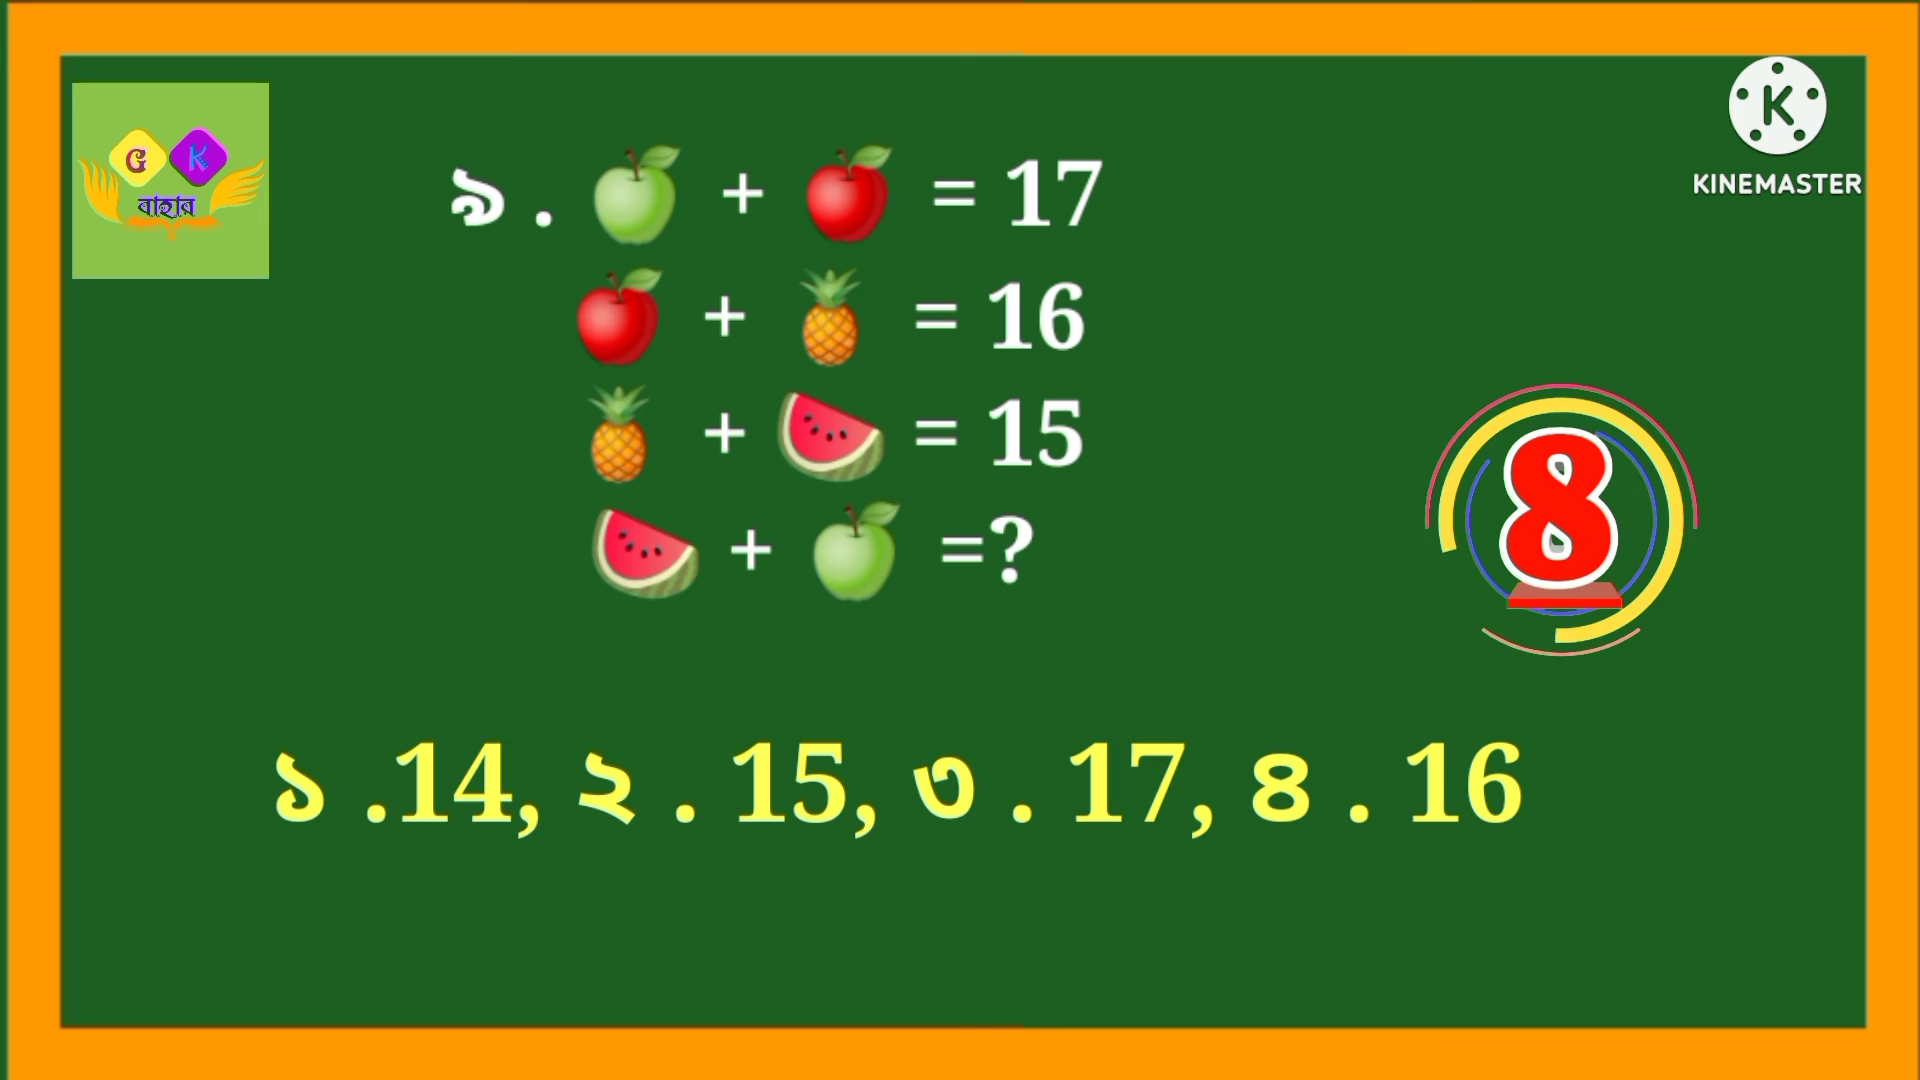 G K
বাহার
K
KINEMASTER
৯ . 🍏 + 🍎 = 17
🍎 + 🍍 = 16
🍍 + 🍉 = 15
🍉 + 🍏 =?
8
১ .14, ২ . 15, ৩ . 17, ৪ . 16